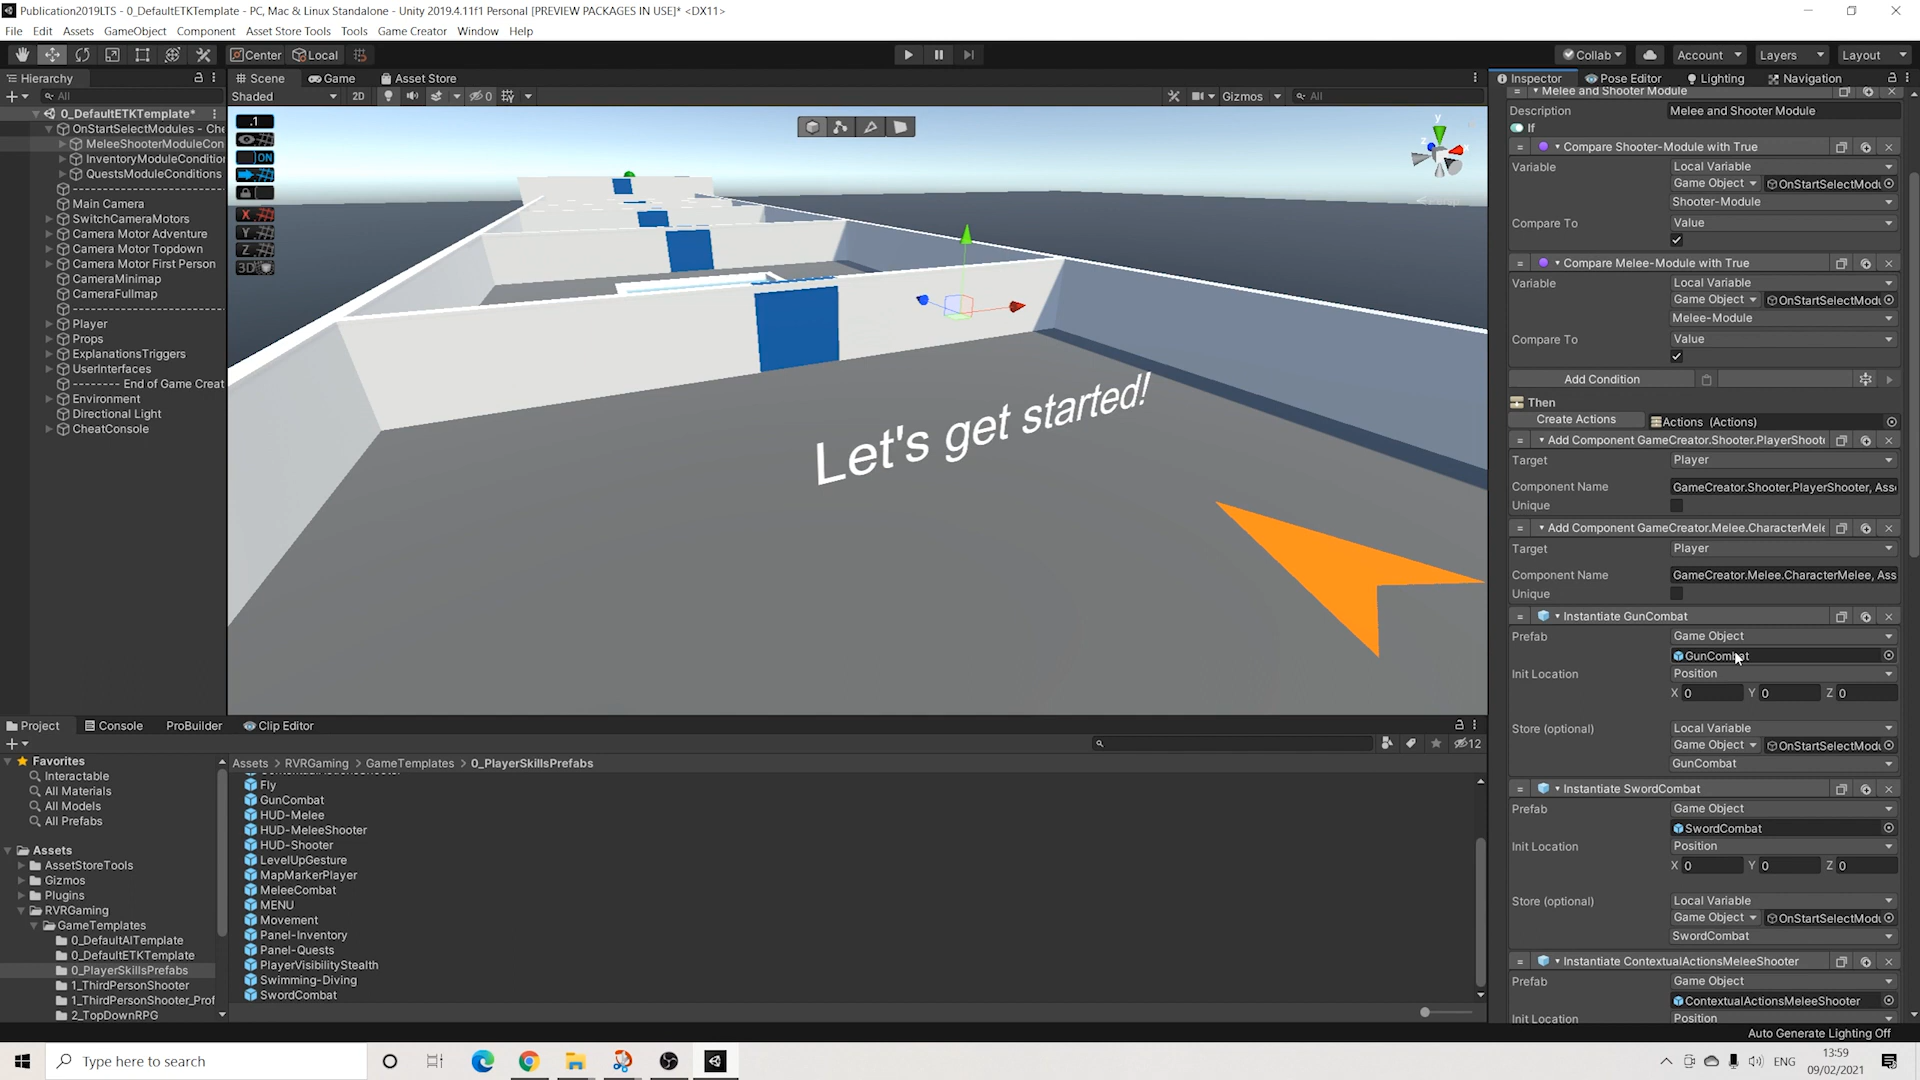 Publication2019LTS - 0_DefaultETKTemplate - PC, Mac & Linux Standalone - Unity 2019.4.11f1 Personal [PREVIEW PACKAGES IN USE]* <DX11>
File Edit Assets GameObject Component Asset Store Tools Tools Game Creator Window Help
Center Local Collab Account Layers Layout
Hierarchy
All
0_DefaultETKTemplate*
OnStartSelectModules - Che
MeleeShooterModuleCon
InventoryModuleCondition
QuestsModuleConditions
Main Camera
SwitchCameraMotors
Camera Motor Adventure
Camera Motor Topdown
Camera Motor First Person
CameraMinimap
CameraFullmap
Player
Props
ExplanationsTriggers
UserInterfaces
-------- End of Game Creat
Environment
Directional Light
CheatConsole
Scene Game Asset Store
Shaded 2D 0 Gizmos All
.1
ON
X
Y
Z
3D
y
Let's get started!
Inspector Pose Editor Lighting Navigation
Melee and Shooter Module
Description Melee and Shooter Module
If
Compare Shooter-Module with True
Variable Local Variable
Game Object OnStartSelectModu
Shooter-Module
Compare To Value
Compare Melee-Module with True
Variable Local Variable
Game Object OnStartSelectModu
Melee-Module
Compare To Value
Add Condition
Then
Create Actions Actions (Actions)
Add Component GameCreator.Shooter.PlayerShoote
Target Player
Component Name GameCreator.Shooter.PlayerShooter, Asse
Unique
Add Component GameCreator.Melee.CharacterMele
Target Player
Component Name GameCreator.Melee.CharacterMelee, Ass
Unique
Instantiate GunCombat
Prefab Game Object
GunCombat
Init Location Position
X 0 Y 0 Z 0
Store (optional) Local Variable
Game Object OnStartSelectModu
GunCombat
Instantiate SwordCombat
Prefab Game Object
SwordCombat
Init Location Position
X 0 Y 0 Z 0
Store (optional) Local Variable
Game Object OnStartSelectModu
SwordCombat
Instantiate ContextualActionsMeleeShooter
Prefab Game Object
ContextualActionsMeleeShooter
Init Location Position
Project Console ProBuilder Clip Editor
12
Favorites
Interactable
All Materials
All Models
All Prefabs
Assets
AssetStoreTools
Gizmos
Plugins
RVRGaming
GameTemplates
0_DefaultAITemplate
0_DefaultETKTemplate
0_PlayerSkillsPrefabs
1_ThirdPersonShooter
1_ThirdPersonShooter_Prof
2_TopDownRPG
Assets > RVRGaming > GameTemplates > 0_PlayerSkillsPrefabs
Fly
GunCombat
HUD-Melee
HUD-MeleeShooter
HUD-Shooter
LevelUpGesture
MapMarkerPlayer
MeleeCombat
MENU
Movement
Panel-Inventory
Panel-Quests
PlayerVisibilityStealth
Swimming-Diving
SwordCombat
Auto Generate Lighting Off
Type here to search
ENG
13:59
09/02/2021